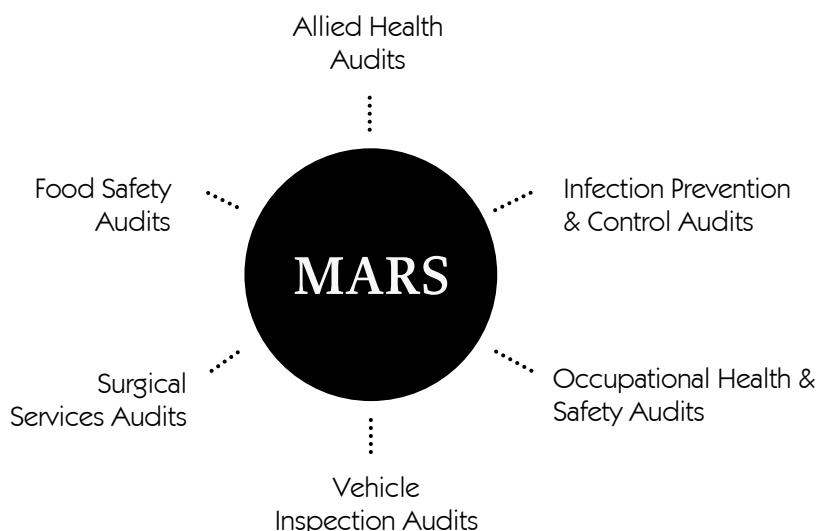 Allied Health
Audits
Food Safety
Audits
Infection Prevention
& Control Audits
MARS
Surgical
Services Audits
Occupational Health &
Safety Audits
Vehicle
Inspection Audits